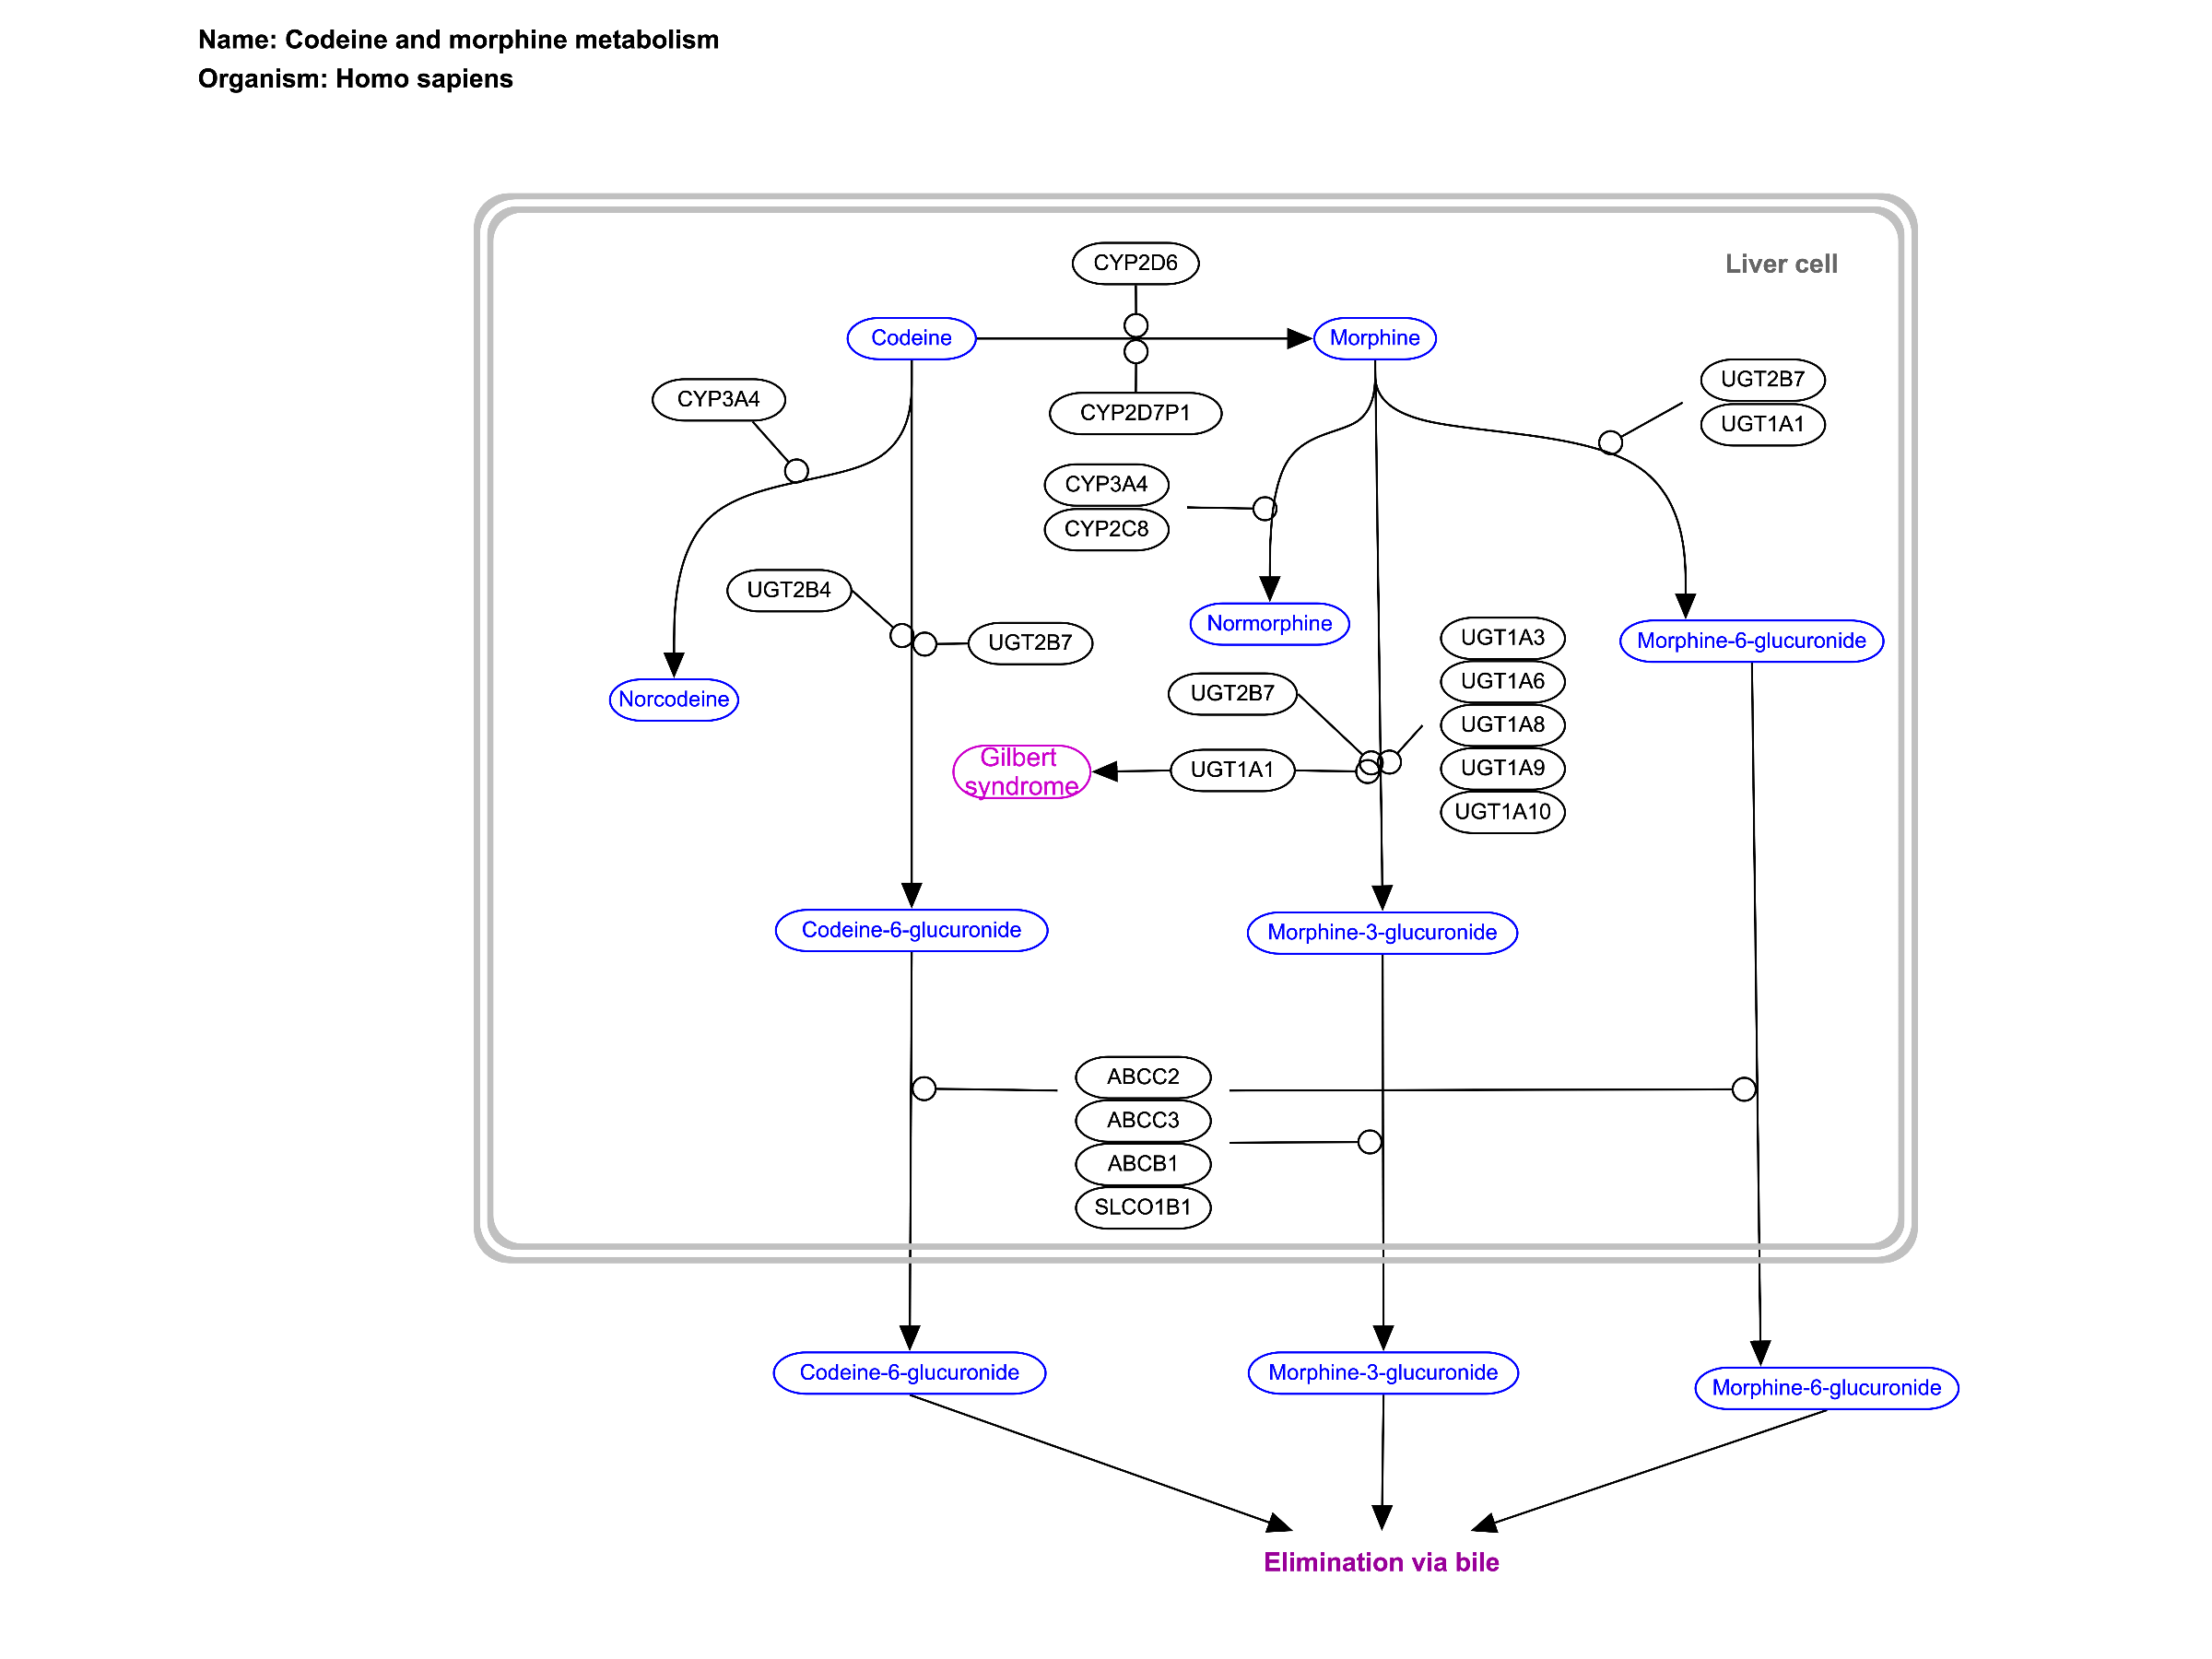 Name: Codeine and morphine metabolism
Organism: Homo sapiens
Liver cell
CYP2D6
Codeine
Morphine
CYP2D7P1
CYP3A4
UGT2B7
UGT1A1
CYP3A4
CYP2C8
UGT2B4
UGT2B7
Normorphine
Morphine-6-glucuronide
Norcodeine
UGT2B7
UGT1A1
Gilbert
syndrome
UGT1A3
UGT1A6
UGT1A8
UGT1A9
UGT1A10
Codeine-6-glucuronide
Morphine-3-glucuronide
ABCC2
ABCC3
ABCB1
SLCO1B1
Codeine-6-glucuronide
Morphine-3-glucuronide
Morphine-6-glucuronide
Elimination via bile